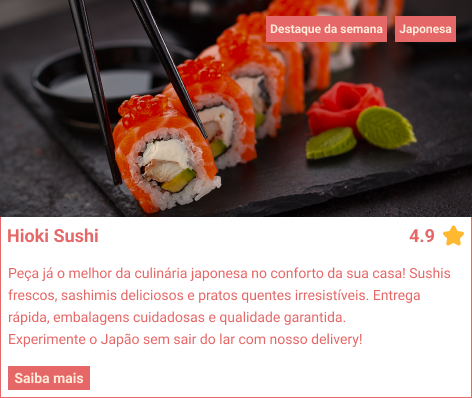 Destaque da semana
Japonesa
Hioki Sushi
4.9
Peça já o melhor da culinária japonesa no conforto da sua casa! Sushis
frescos, sashimis deliciosos e pratos quentes irresistíveis. Entrega
rápida, embalagens cuidadosas e qualidade garantida.
Experimente o Japão sem sair do lar com nosso delivery!
Saiba mais